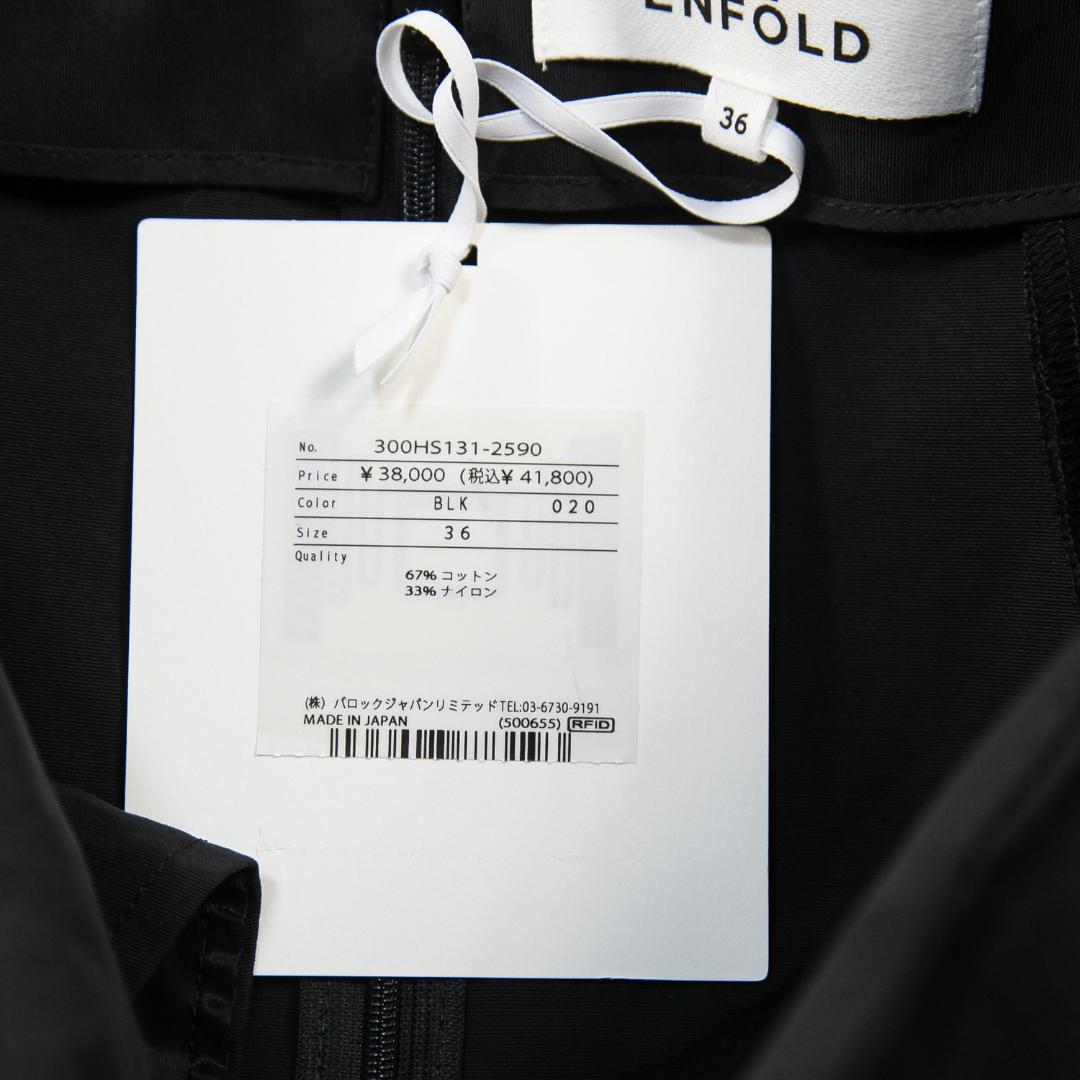 ENFOLD
36
No. 300HS131-2590
Price ¥38,000 (税込¥ 41,800)
Color BLK 020
Size 36
Quality
67% コットン
33% ナイロン
(株) バロックジャパンリミテッドTEL:03-6730-9191
MADE IN JAPAN (500655) RFID